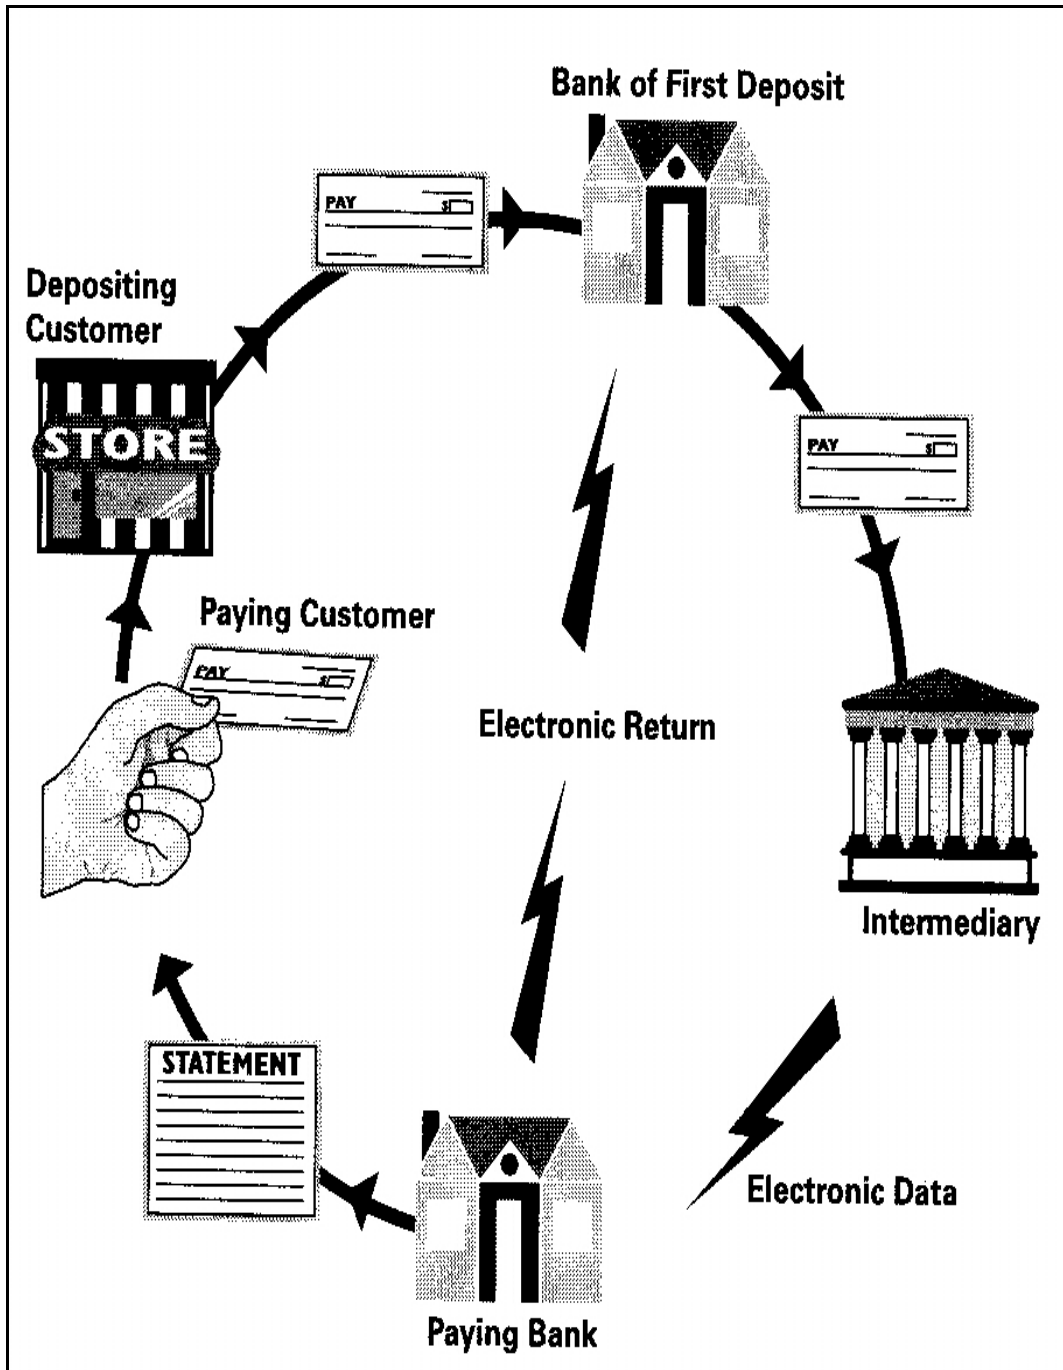 Bank of First Deposit
PAY
$
Depositing
Customer
STORE
PAY
$
Paying Customer
PAY
$
Electronic Return
Intermediary
STATEMENT
Electronic Data
Paying Bank